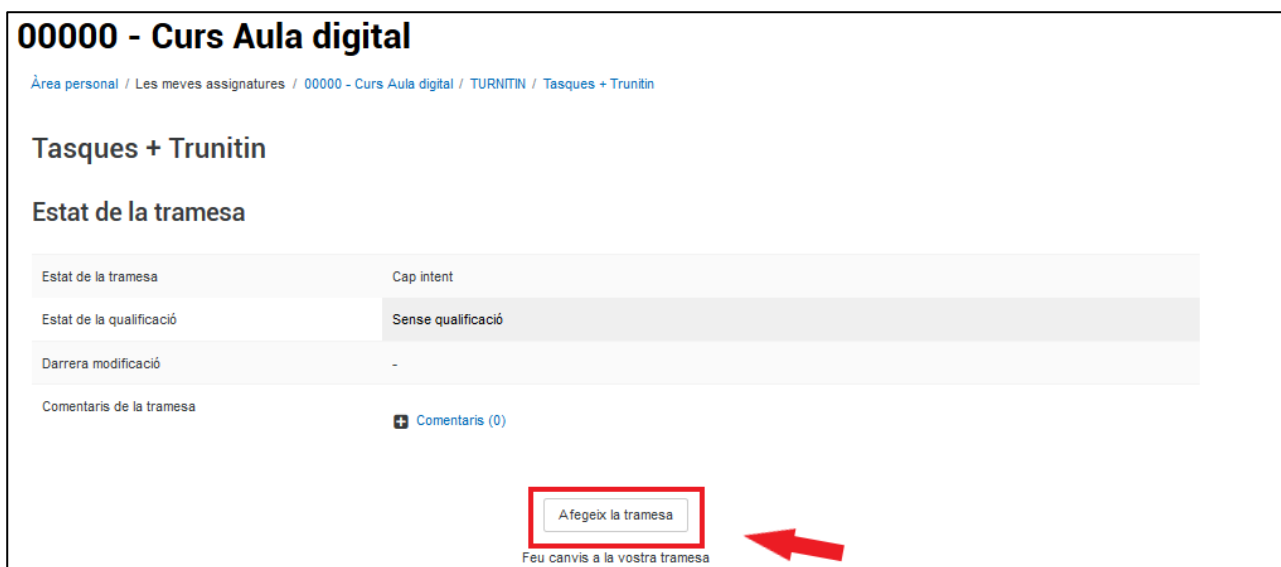 00000 - Curs Aula digital
Àrea personal / Les meves assignatures / 00000 - Curs Aula digital / TURNITIN / Tasques + Trunitin
Tasques + Trunitin
Estat de la tramesa
Estat de la tramesa Cap intent
Estat de la qualificació Sense qualificació
Darrera modificació -
Comentaris de la tramesa
Comentaris (0)
Afegeix la tramesa
Feu canvis a la vostra tramesa